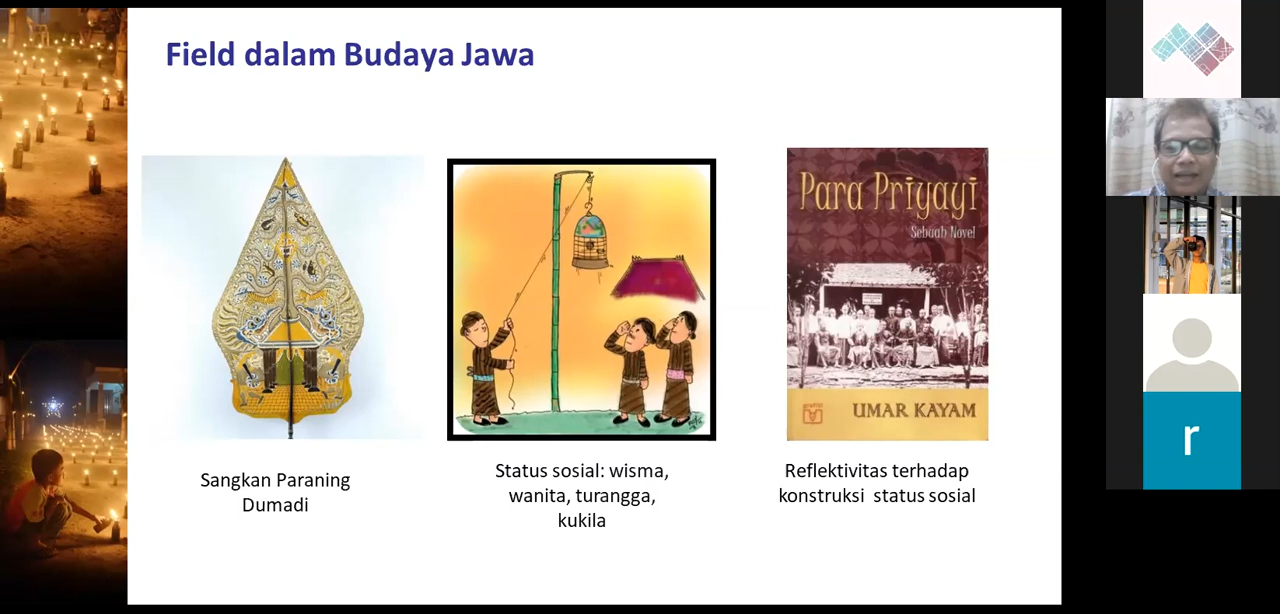 Field dalam Budaya Jawa
Para Priyayi
Sebuah Novel
UMAR KAYAM
Sangkan Paraning
Dumadi
Status sosial: wisma,
wanita, turangga,
kukila
Reflektivitas terhadap
konstruksi status sosial
r